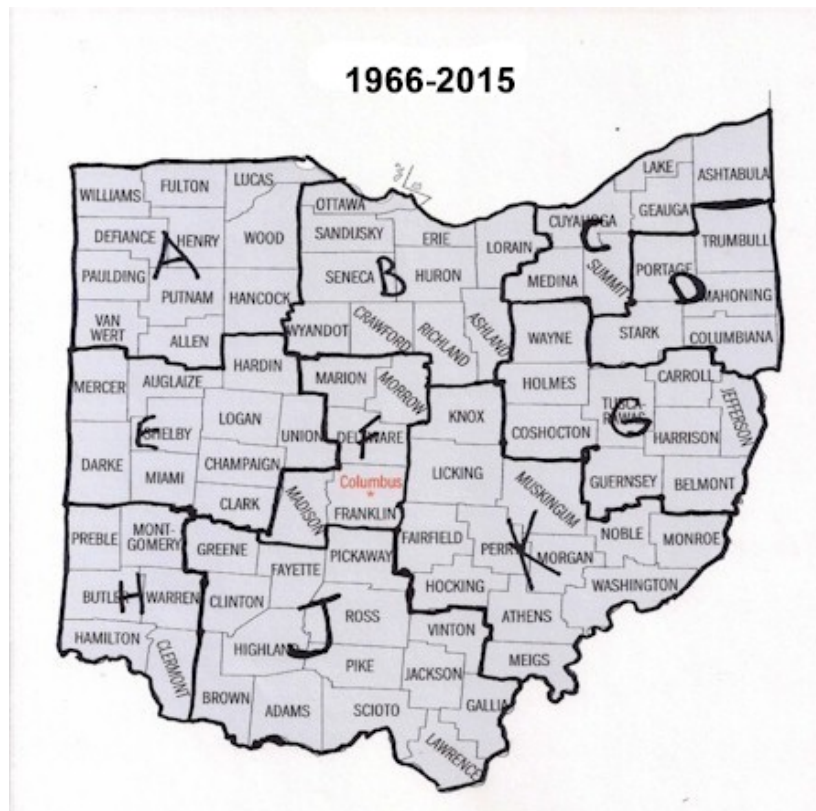 1966-2015
LAKE
ASHTABULA
FULTON
LUCAS
WILLIAMS
OTTAWA
CUYAHOGA
C
GEAUGA
DEFIANCE
HENRY
WOOD
SANDUSKY
ERIE
LORAIN
TRUMBULL
A
SENECA
B
HURON
MEDINA
SUMMIT
PORTAGE
D
PAULDING
PUTNAM
HANCOCK
MAHONING
VAN
WERT
ALLEN
WYANDOT
CRAWFORD
RICHLAND
ASHLAND
WAYNE
STARK
COLUMBIANA
MERCER
AUGLAIZE
HARDIN
MARION
MORROW
HOLMES
CARROLL
JEFFERSON
LOGAN
KNOX
TUSCA-
RAWAS
G
E
SHELBY
UNION
DELAWARE
F
COSHOCTON
HARRISON
DARKE
MIAMI
CHAMPAIGN
Columbus
LICKING
MUSKINGUM
GUERNSEY
BELMONT
CLARK
MADISON
FRANKLIN
PREBLE
MONT-
GOMERY
GREENE
FAYETTE
PICKAWAY
FAIRFIELD
PERRY
K
MORGAN
NOBLE
MONROE
BUTLER
H
WARREN
CLINTON
HOCKING
WASHINGTON
HIGHLAND
J
ROSS
VINTON
ATHENS
HAMILTON
CLERMONT
PIKE
JACKSON
MEIGS
BROWN
ADAMS
SCIOTO
GALLIA
LAWRENCE